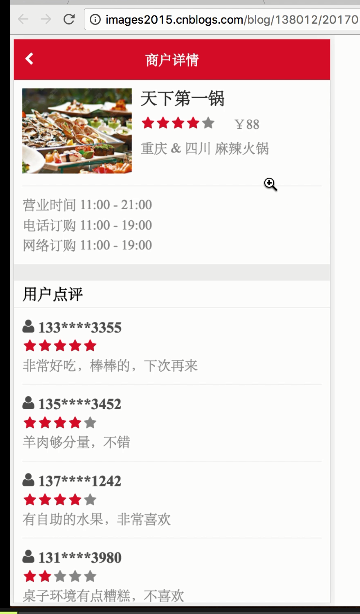 images2015.cnblogs.com/blog/138012/20170
商户详情
天下第一锅
￥88
重庆 & 四川 麻辣火锅
营业时间 11:00 - 21:00
电话订购 11:00 - 19:00
网络订购 11:00 - 19:00
用户点评
133****3355
非常好吃，棒棒的，下次再来
135****3452
羊肉够分量，不错
137****1242
有自助的水果，非常喜欢
131****3980
桌子环境有点糟糕，不喜欢